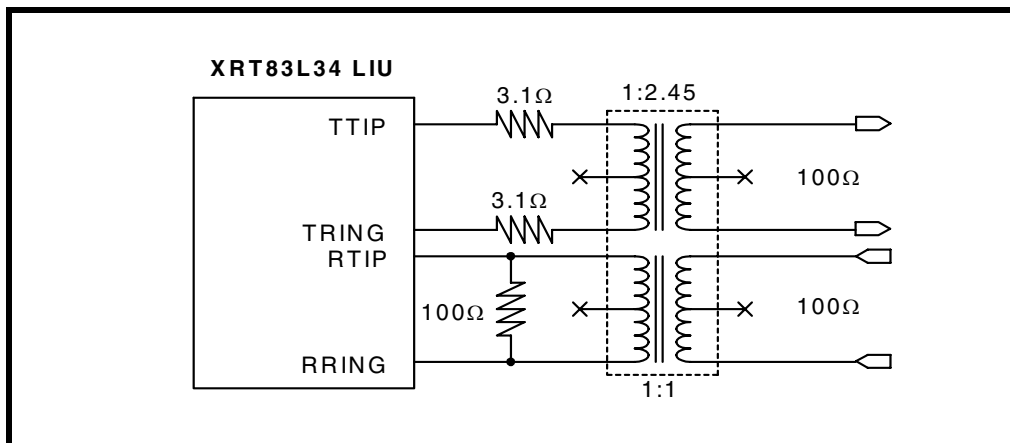 XRT83L34 LIU
3.1Ω
1:2.45
TTIP
100Ω
3.1Ω
TRING
RTIP
100Ω
100Ω
RRING
1:1